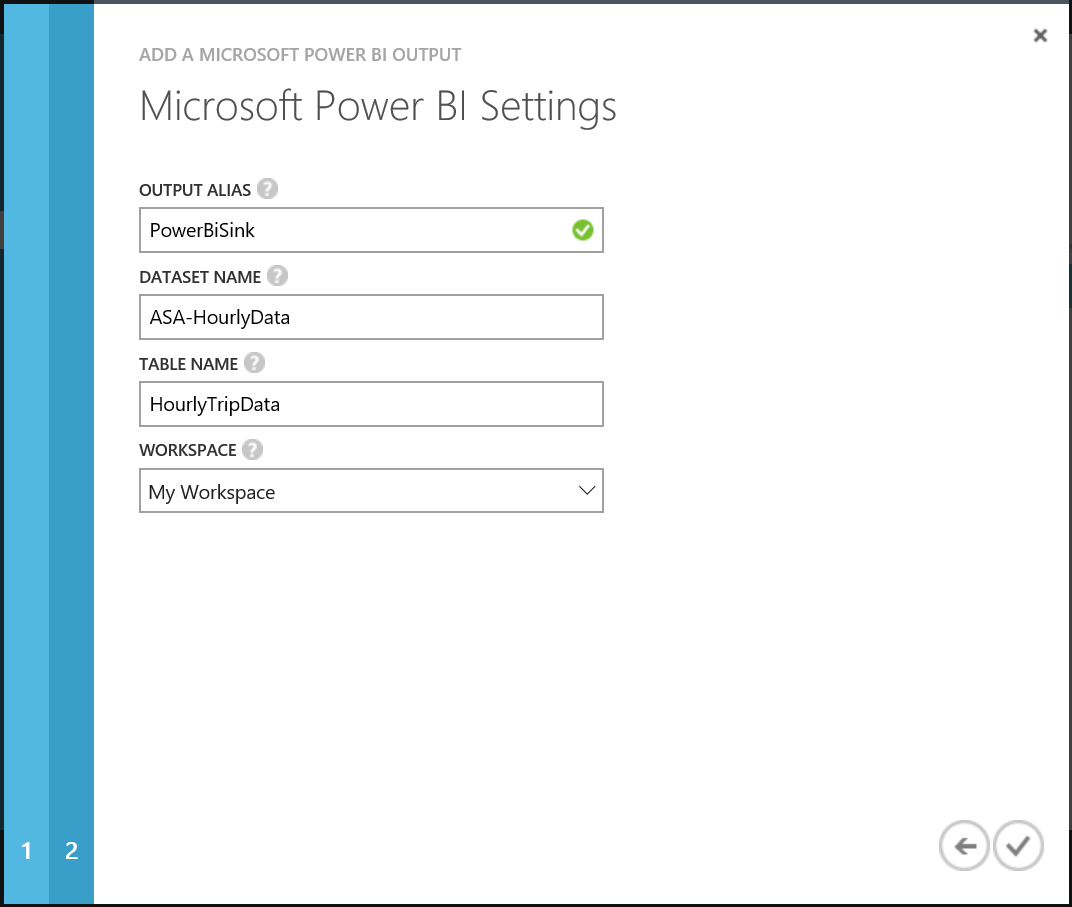 ADD A MICROSOFT POWER BI OUTPUT
Microsoft Power BI Settings
OUTPUT ALIAS ?
PowerBiSink
DATASET NAME ?
ASA-HourlyData
TABLE NAME ?
HourlyTripData
WORKSPACE ?
My Workspace
1 2